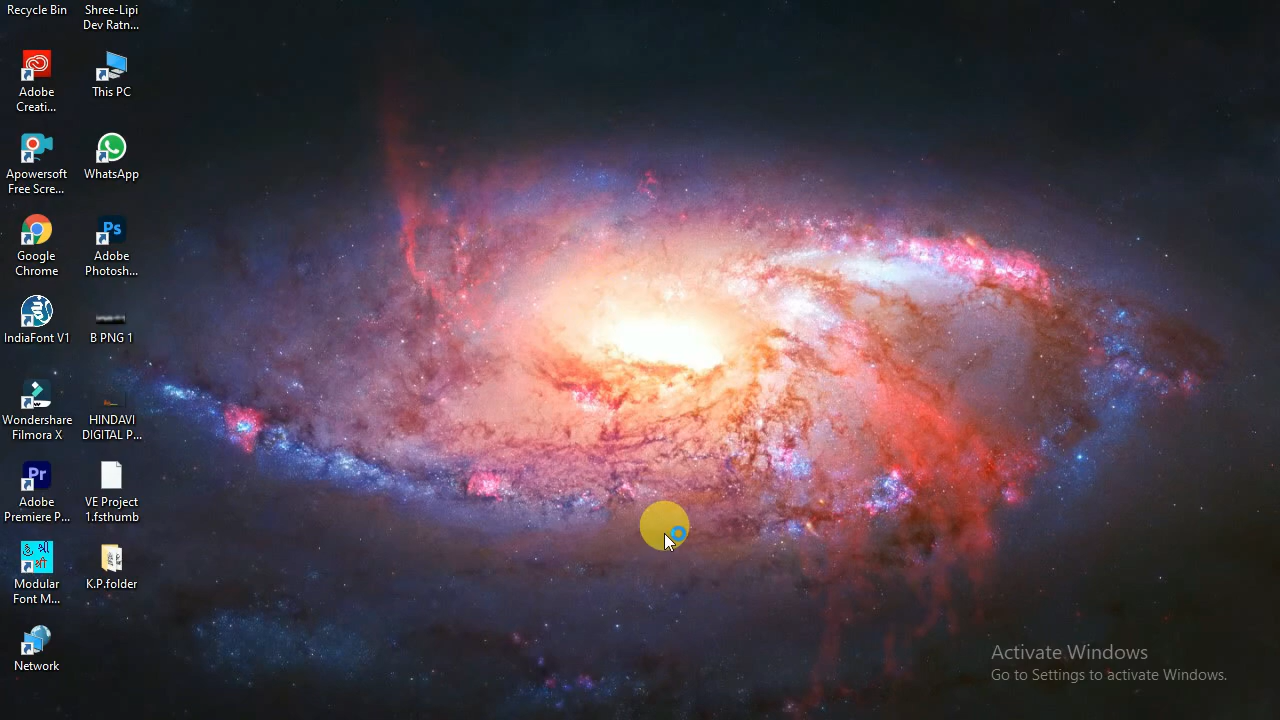 Recycle Bin
Shree-Lipi
Dev Ratn...
Adobe
Creati...
This PC
Apowersoft
Free Scre...
WhatsApp
Google
Chrome
Ps
Adobe
Photosh...
IndiaFont V1
B PNG 1
Wondershare
Filmora X
HINDAVI
DIGITAL P...
Pr
Adobe
Premiere P...
VE Project
1.fsthumb
Modular
Font M...
K.P.folder
Network
Activate Windows
Go to Settings to activate Windows.